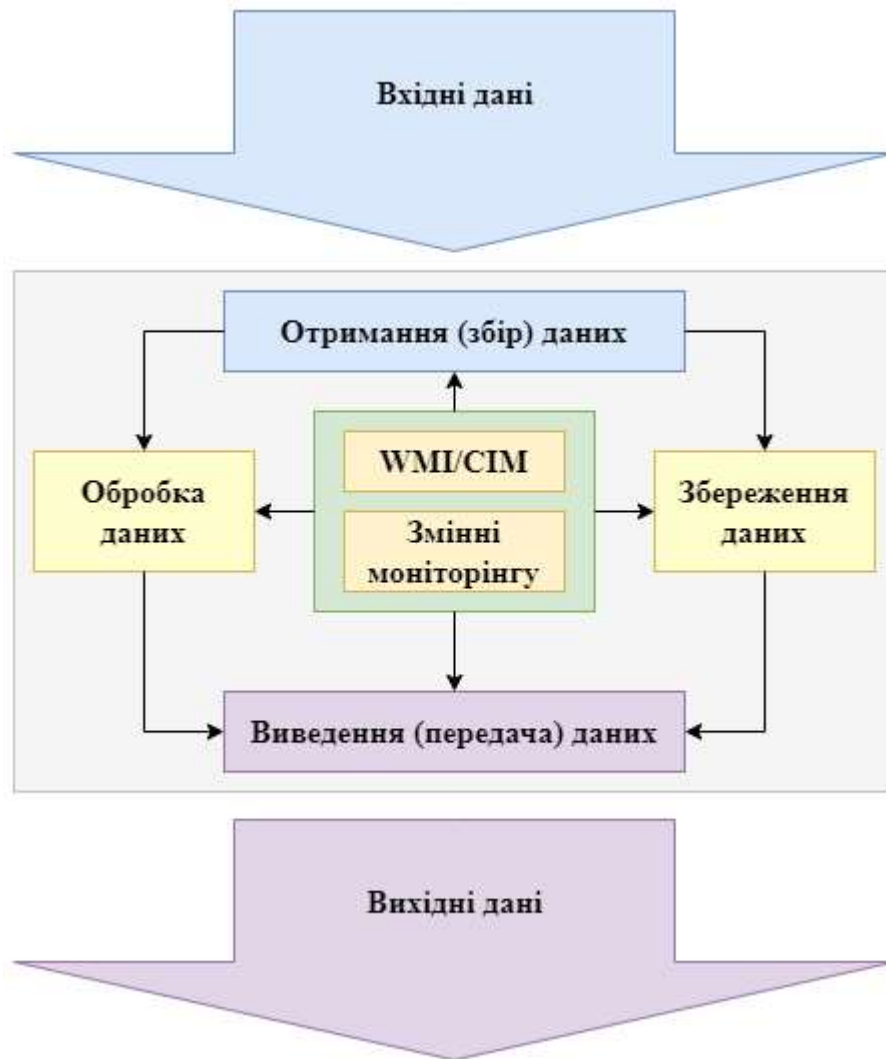 Вхідні дані
Отримання (збір) даних
WMI/CIM
Обробка
даних
Змінні
моніторінгу
Збереження
даних
Виведення (передача) даних
Вихідні дані